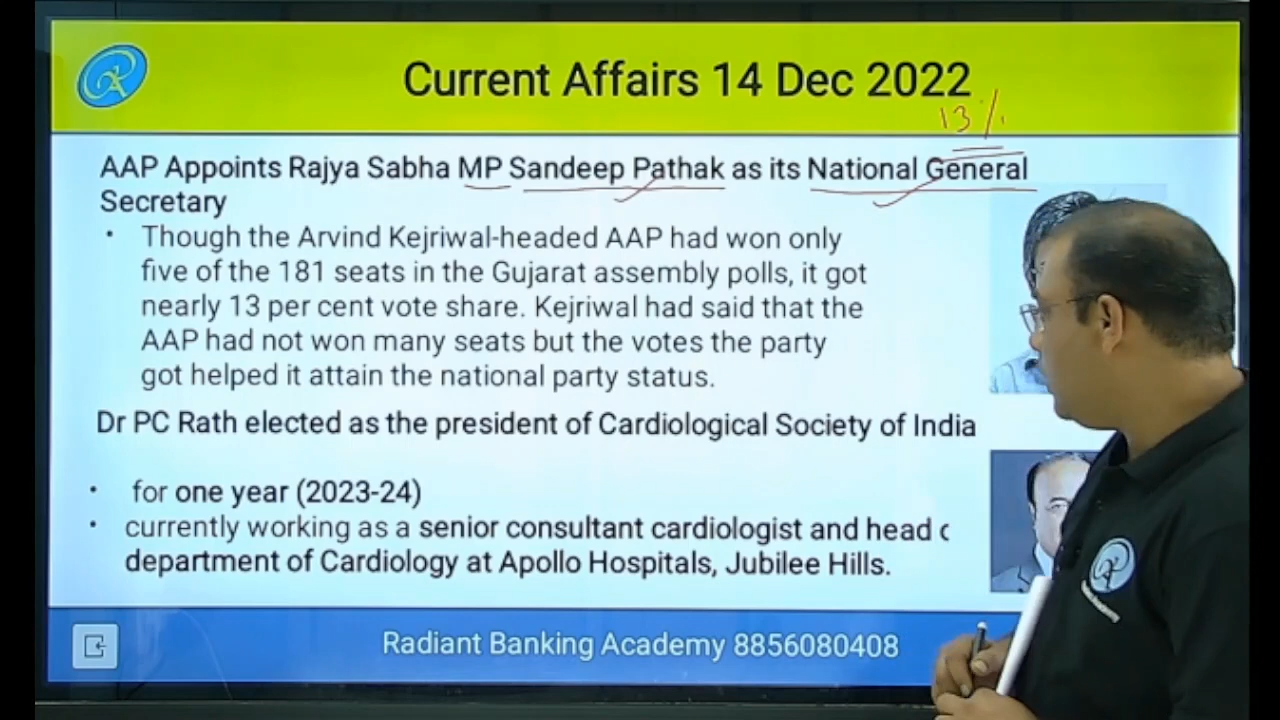 Current Affairs 14 Dec 2022
13%
AAP Appoints Rajya Sabha MP Sandeep Pathak as its National General
Secretary
• Though the Arvind Kejriwal-headed AAP had won only
five of the 181 seats in the Gujarat assembly polls, it got
nearly 13 per cent vote share. Kejriwal had said that the
AAP had not won many seats but the votes the party
got helped it attain the national party status.
Dr PC Rath elected as the president of Cardiological Society of India
• for one year (2023-24)
• currently working as a senior consultant cardiologist and head
department of Cardiology at Apollo Hospitals, Jubilee Hills.
Radiant Banking Academy 8856080408